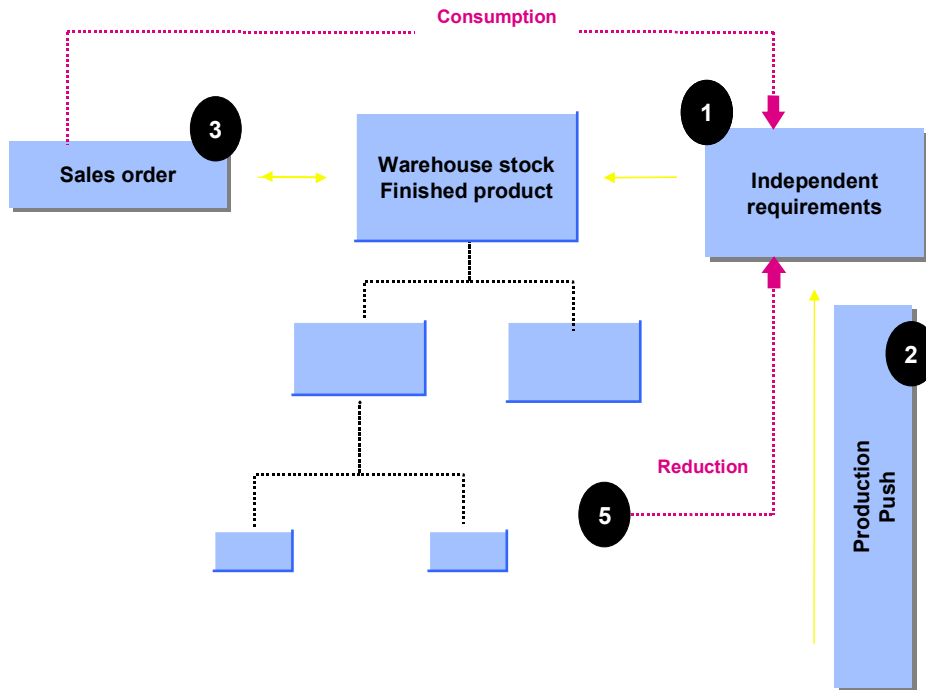 Consumption
1
3
Sales order
Warehouse stock
Finished product
Independent
requirements
2
Reduction
5
Production
Push